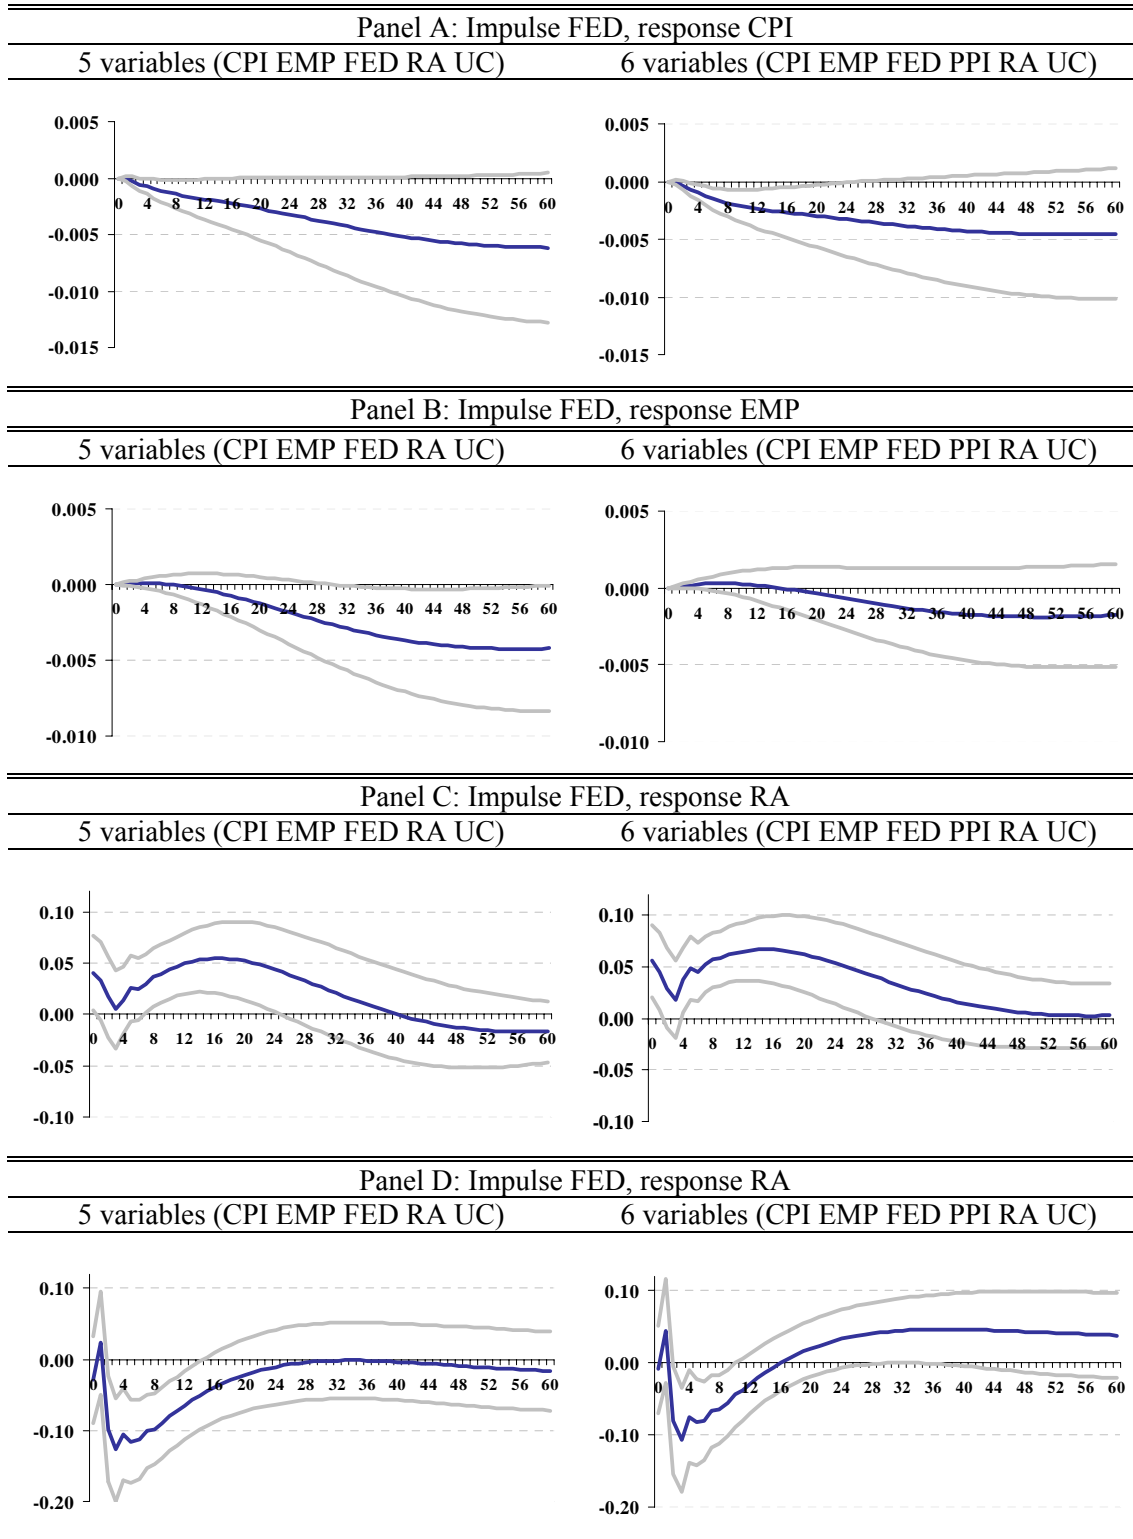 Panel A: Impulse FED, response CPI
5 variables (CPI EMP FED RA UC) 6 variables (CPI EMP FED PPI RA UC)
0.005
0.000
-0.005
-0.010
-0.015
0 4 8 12 16 20 24 28 32 36 40 44 48 52 56 60
0.005
0.000
-0.005
-0.010
-0.015
0 4 8 12 16 20 24 28 32 36 40 44 48 52 56 60
Panel B: Impulse FED, response EMP
5 variables (CPI EMP FED RA UC) 6 variables (CPI EMP FED PPI RA UC)
0.005
0.000
-0.005
-0.010
0 4 8 12 16 20 24 28 32 36 40 44 48 52 56 60
0.005
0.000
-0.005
-0.010
0 4 8 12 16 20 24 28 32 36 40 44 48 52 56 60
Panel C: Impulse FED, response RA
5 variables (CPI EMP FED RA UC) 6 variables (CPI EMP FED PPI RA UC)
0.10
0.05
0.00
-0.05
-0.10
0 4 8 12 16 20 24 28 32 36 40 44 48 52 56 60
0.10
0.05
0.00
-0.05
-0.10
0 4 8 12 16 20 24 28 32 36 40 44 48 52 56 60
Panel D: Impulse FED, response RA
5 variables (CPI EMP FED RA UC) 6 variables (CPI EMP FED PPI RA UC)
0.10
0.00
-0.10
-0.20
0 4 8 12 16 20 24 28 32 36 40 44 48 52 56 60
0.10
0.00
-0.10
-0.20
0 4 8 12 16 20 24 28 32 36 40 44 48 52 56 60